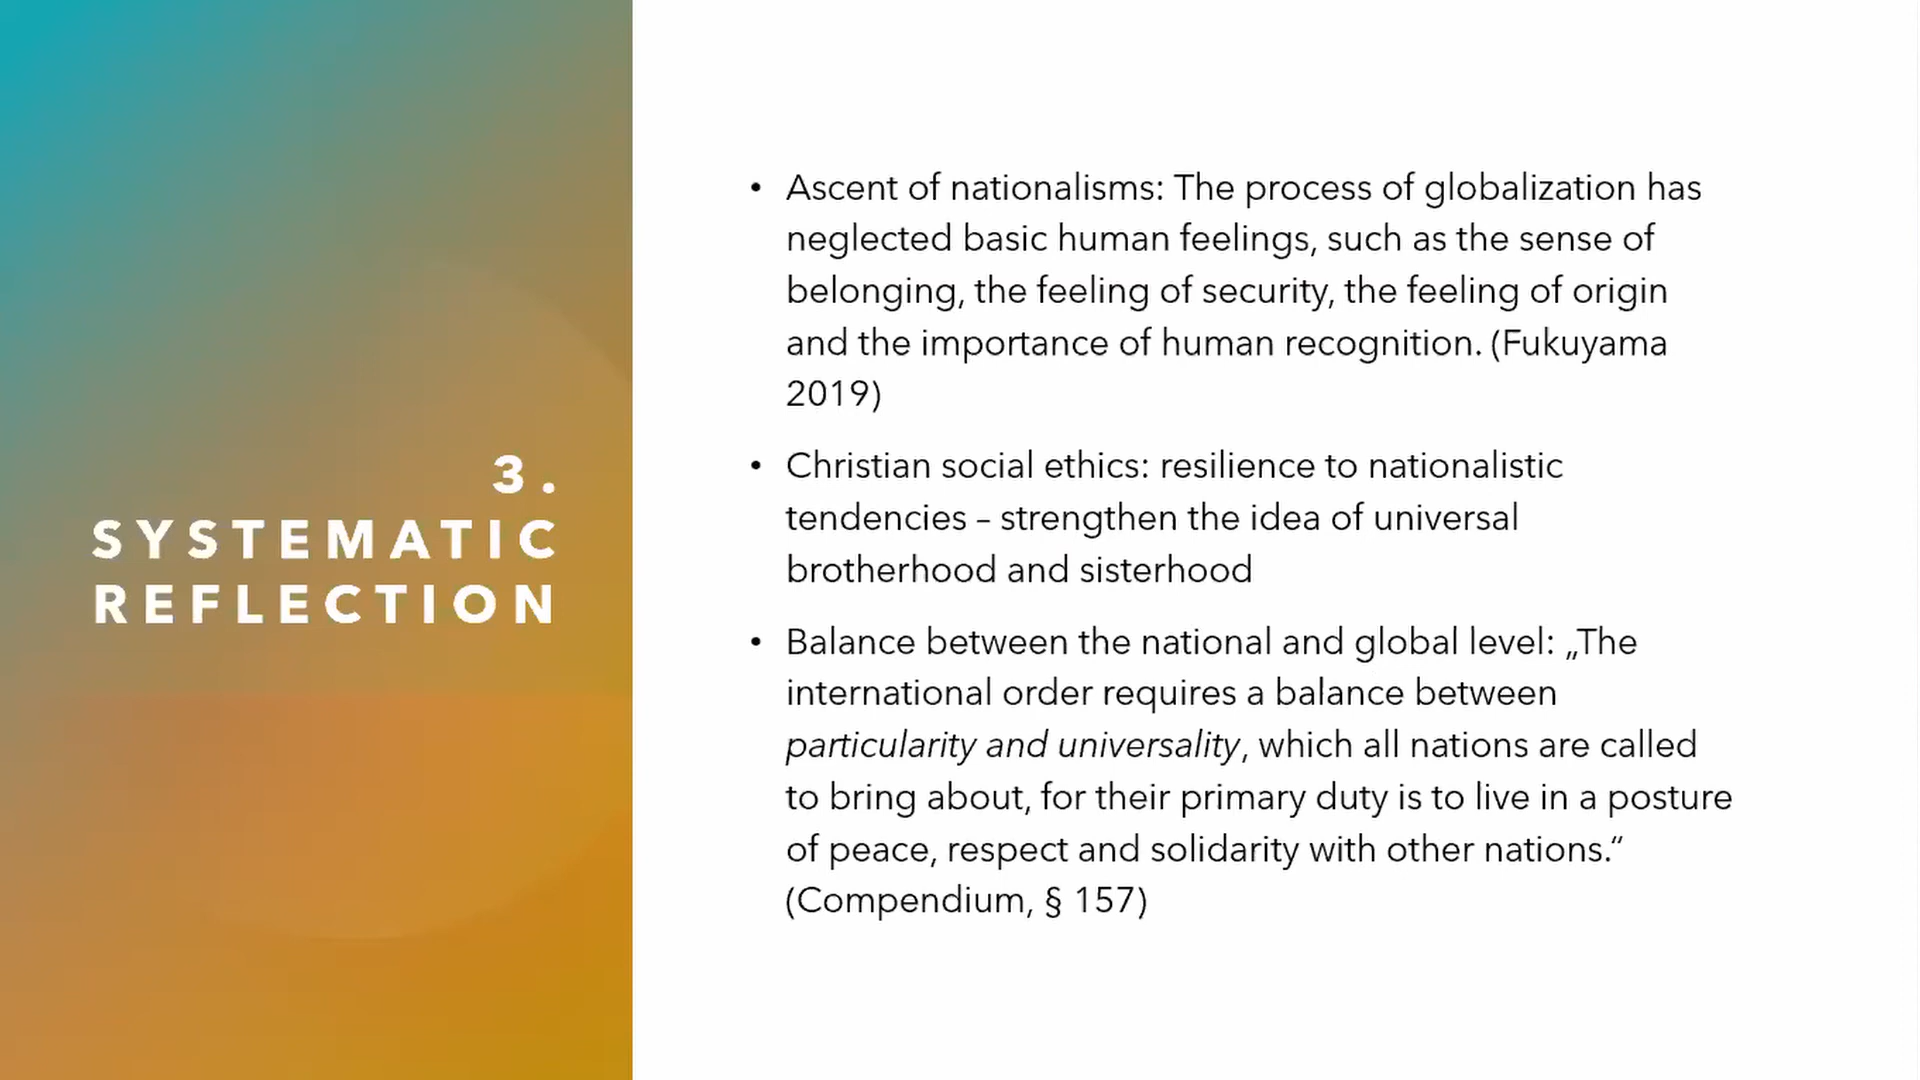 3.
SYSTEMATIC
REFLECTION
• Ascent of nationalisms: The process of globalization has
neglected basic human feelings, such as the sense of
belonging, the feeling of security, the feeling of origin
and the importance of human recognition. (Fukuyama
2019)
• Christian social ethics: resilience to nationalistic
tendencies – strengthen the idea of universal
brotherhood and sisterhood
• Balance between the national and global level: „The
international order requires a balance between
particularity and universality, which all nations are called
to bring about, for their primary duty is to live in a posture
of peace, respect and solidarity with other nations.“
(Compendium, § 157)